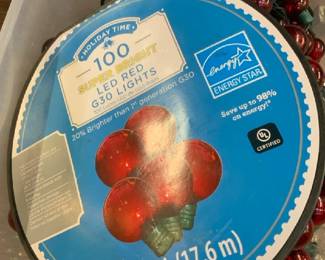 HOLIDAY TIME
100
SUPER BRIGHT
LED RED
G30 LIGHTS
20% Brighter than 1st generation G30
energy
ENERGY STAR
Save up to 98%
on energy!*
UL
CERTIFIED
(17.6 m)